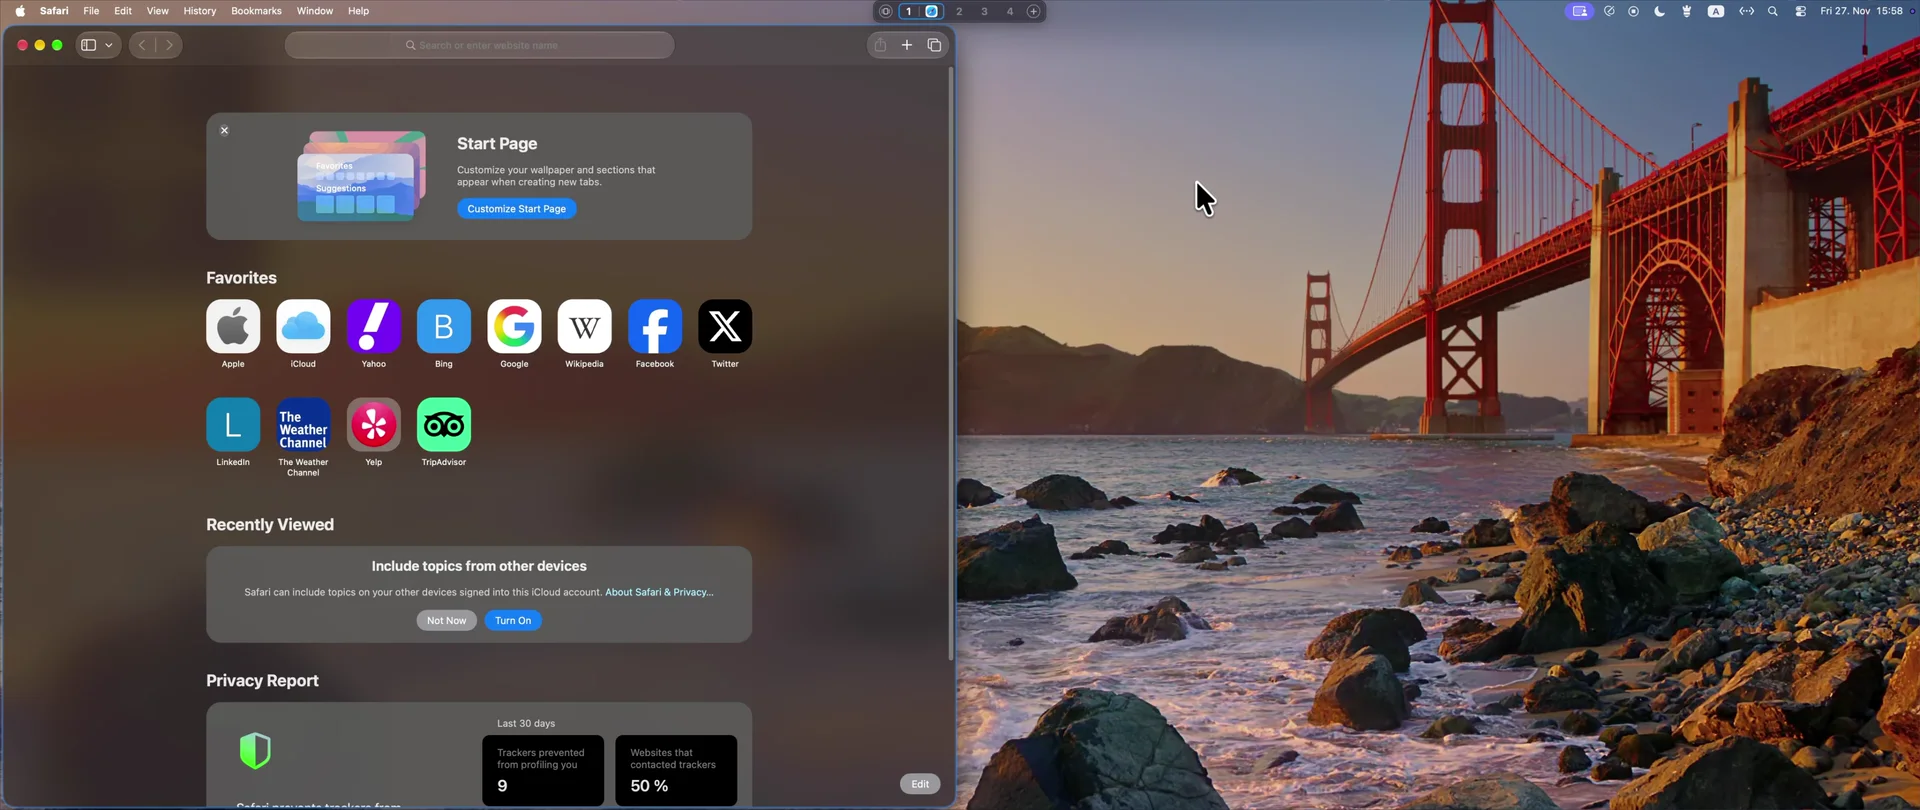 Safari File Edit View History Bookmarks Window Help
1 2 3 4
A
Fri 27. Nov 15:58
Search or enter website name
Favorites
Suggestions
Start Page
Customize your wallpaper and sections that
appear when creating new tabs.
Customize Start Page
Favorites
B
W
Apple iCloud Yahoo Bing Google Wikipedia Facebook Twitter
L
The
Weather
Channel
LinkedIn The Weather Yelp TripAdvisor
Channel
Recently Viewed
Include topics from other devices
Safari can include topics on your other devices signed into this iCloud account. About Safari & Privacy...
Not Now Turn On
Privacy Report
Last 30 days
Trackers prevented
from profiling you
9
Websites that
contacted trackers
50 %
Edit